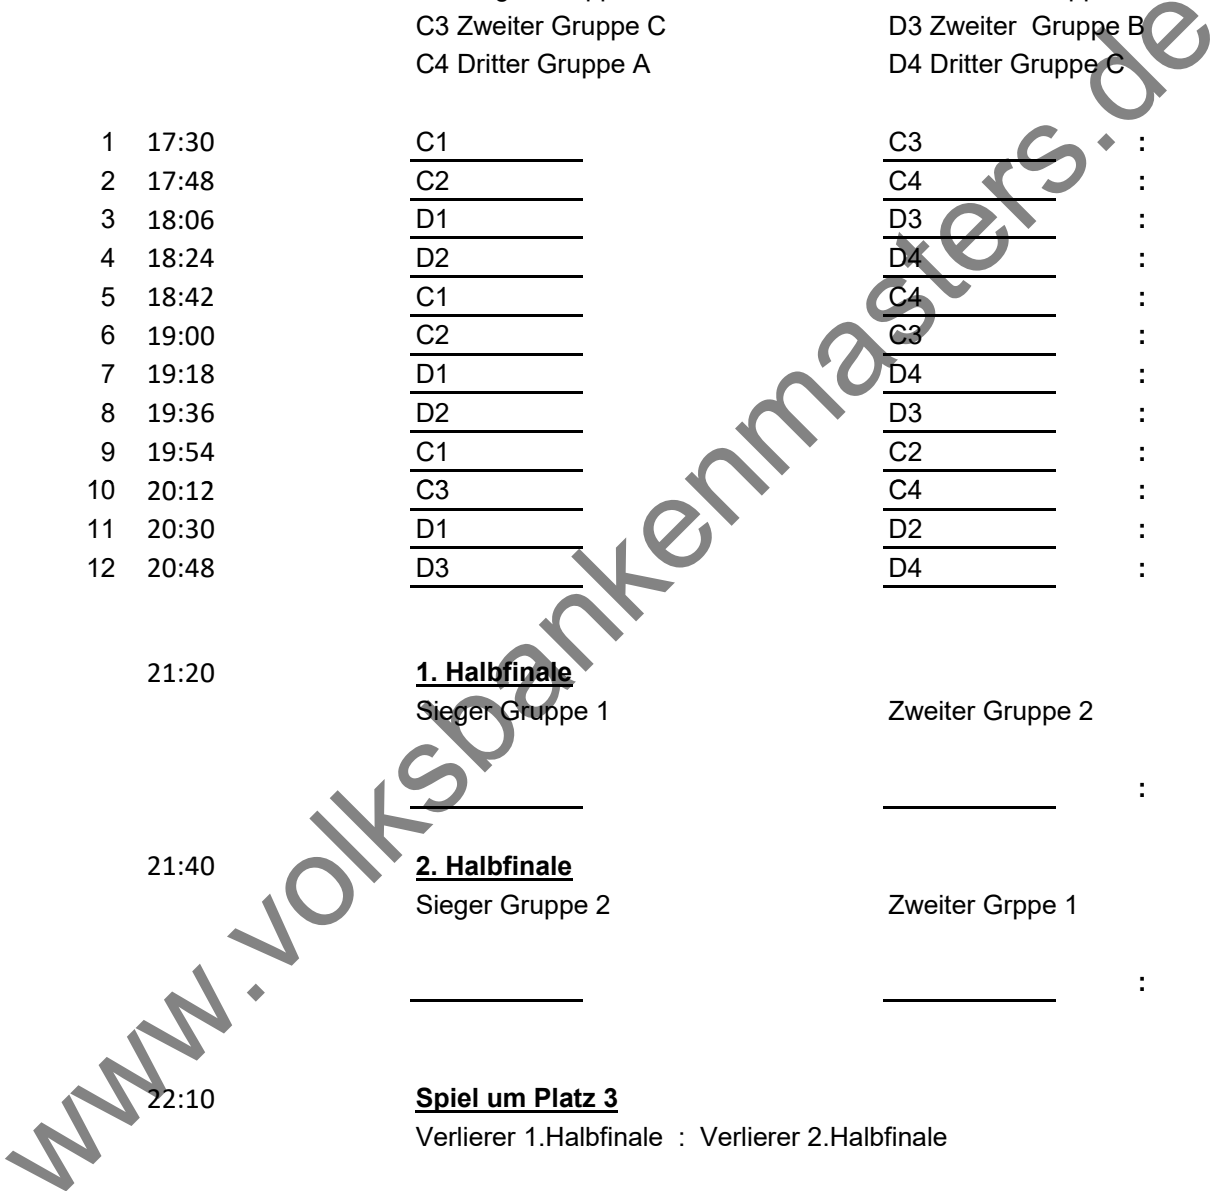 C3 Zweiter Gruppe C D3 Zweiter Gruppe B
C4 Dritter Gruppe A D4 Dritter Gruppe C
1 17:30 C1 C3 :
2 17:48 C2 C4 :
3 18:06 D1 D3 :
4 18:24 D2 D4 :
5 18:42 C1 C4 :
6 19:00 C2 C3 :
7 19:18 D1 D4 :
8 19:36 D2 D3 :
9 19:54 C1 C2 :
10 20:12 C3 C4 :
11 20:30 D1 D2 :
12 20:48 D3 D4 :
21:20 1. Halbfinale
Sieger Gruppe 1 Zweiter Gruppe 2
:
21:40 2. Halbfinale
Sieger Gruppe 2 Zweiter Grppe 1
:
22:10 Spiel um Platz 3
Verlierer 1.Halbfinale : Verlierer 2.Halbfinale
www.volksbankenmasters.de